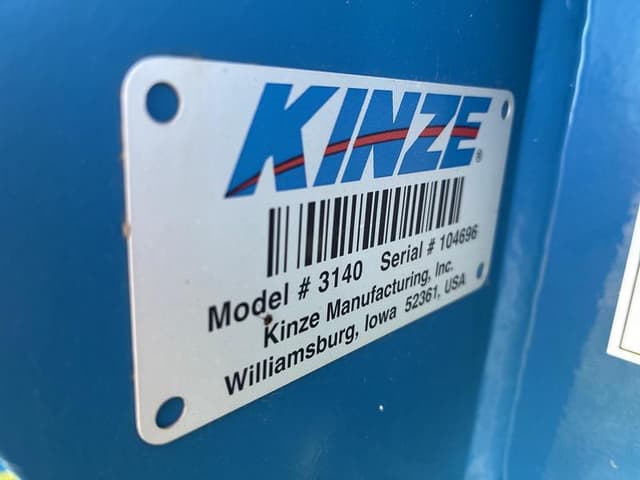 KINZE®
Model # 3140 Serial # 104696
Kinze Manufacturing, Inc.
Williamsburg, Iowa 52361, USA